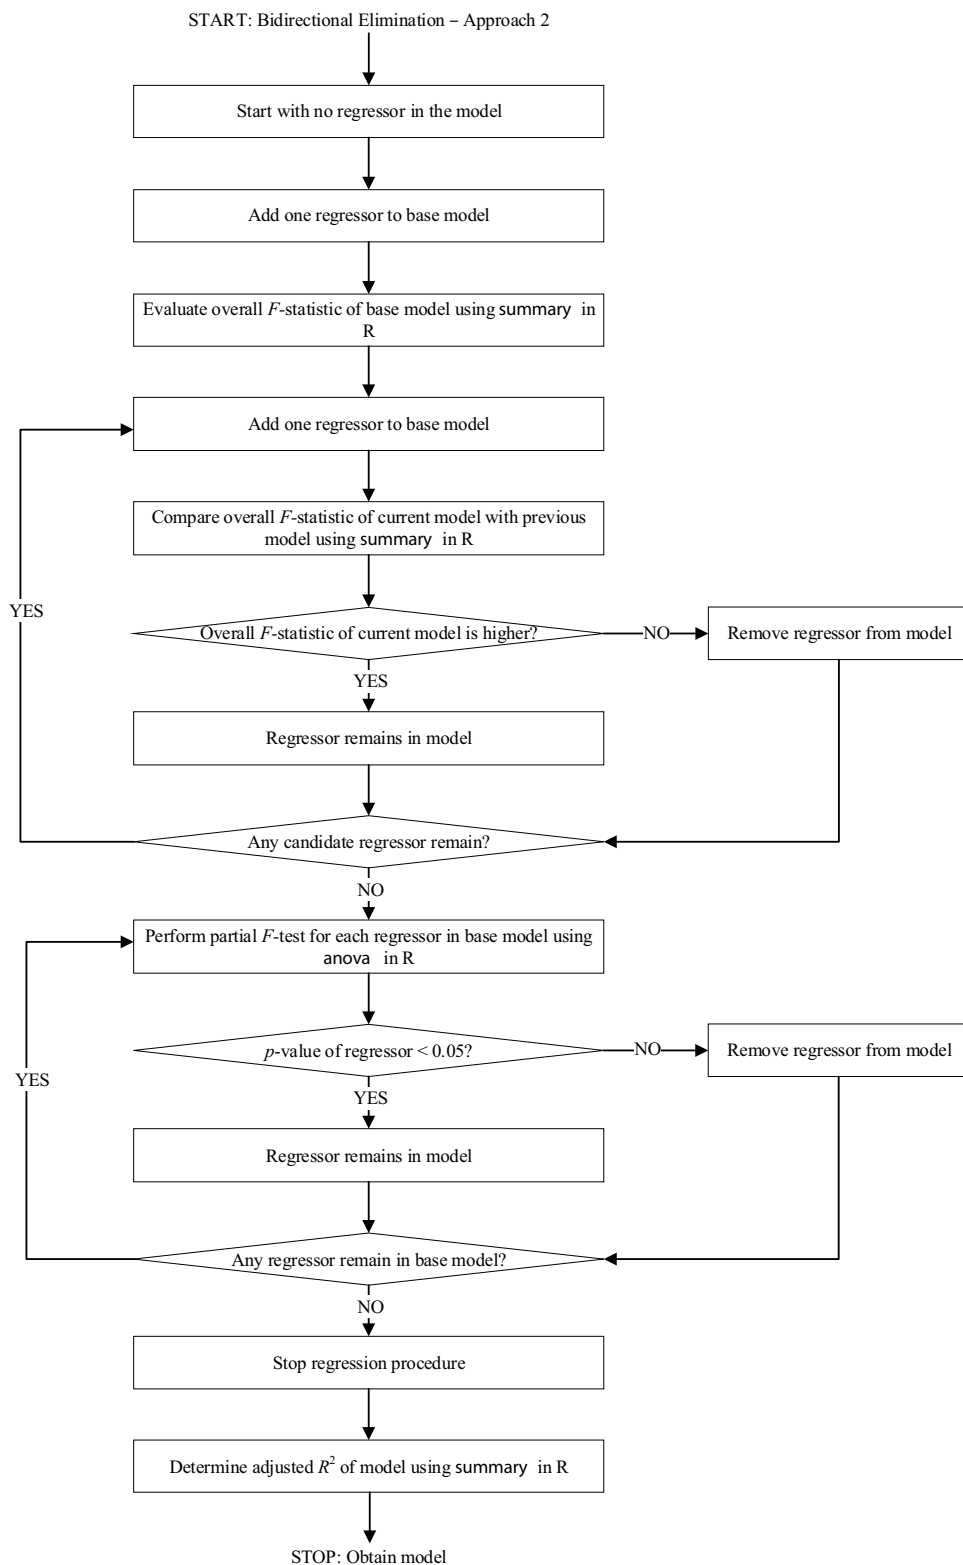 START: Bidirectional Elimination – Approach 2
Start with no regressor in the model
Add one regressor to base model
Evaluate overall F-statistic of base model using summary in
R
Add one regressor to base model
Compare overall F-statistic of current model with previous
model using summary in R
YES
Overall F-statistic of current model is higher?
NO
Remove regressor from model
YES
Regressor remains in model
Any candidate regressor remain?
NO
Perform partial F-test for each regressor in base model using
anova in R
p-value of regressor < 0.05?
NO
Remove regressor from model
YES
YES
Regressor remains in model
Any regressor remain in base model?
NO
Stop regression procedure
Determine adjusted R² of model using summary in R
STOP: Obtain model